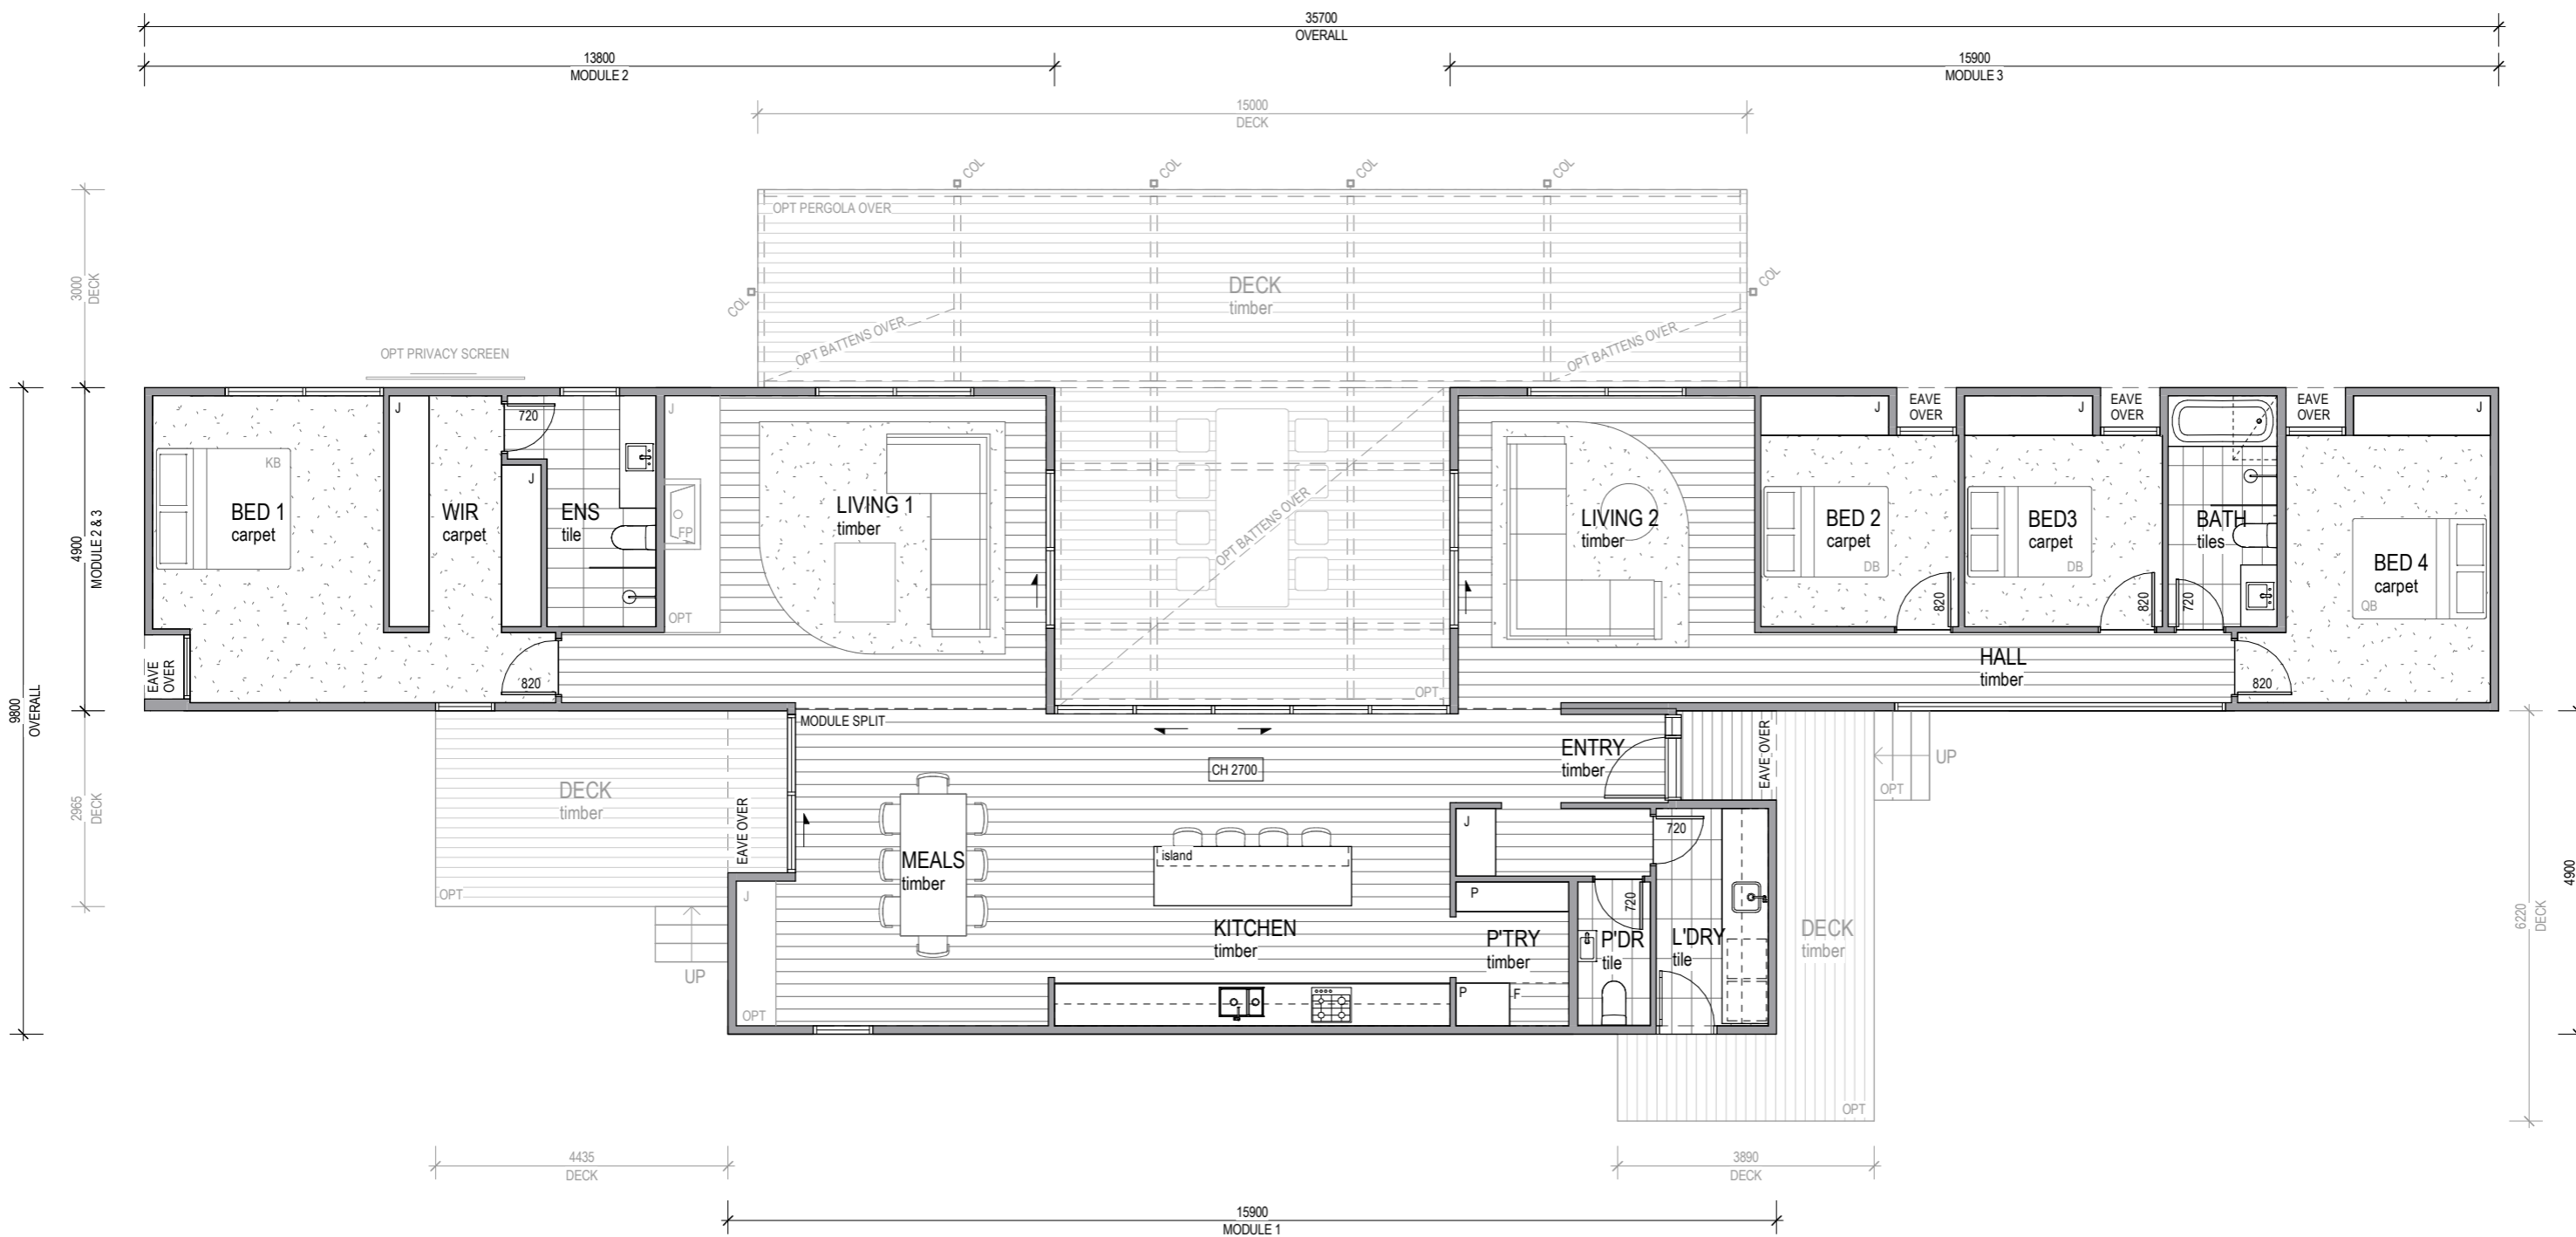 35700
OVERALL
13800
MODULE 2
15900
MODULE 3
15000
DECK
COL
COL
COL
COL
OPT PERGOLA OVER
3000
DECK
DECK
timber
COL
COL
OPT BATTENS OVER
OPT BATTENS OVER
OPT PRIVACY SCREEN
J
720
J
KB
BED 1
carpet
WIR
carpet
J
ENS
tile
FP
LIVING 1
timber
OPT
OPT BATTENS OVER
OPT
LIVING 2
timber
J
EAVE
OVER
J
EAVE
OVER
EAVE
OVER
J
BED 2
carpet
DB
820
BED3
carpet
DB
820
BATH
tiles
720
BED 4
carpet
QB
4900
MODULE 2 & 3
9800
OVERALL
EAVE
OVER
820
HALL
timber
820
MODULE SPLIT
ENTRY
timber
EAVE OVER
UP
OPT
CH 2700
DECK
timber
2965
DECK
OPT
EAVE OVER
UP
MEALS
timber
J
OPT
island
KITCHEN
timber
J
P
P'TRY
timber
P
F
720
720
P'DR
tile
L'DRY
tile
DECK
timber
OPT
4900
6220
DECK
4435
DECK
3890
DECK
15900
MODULE 1